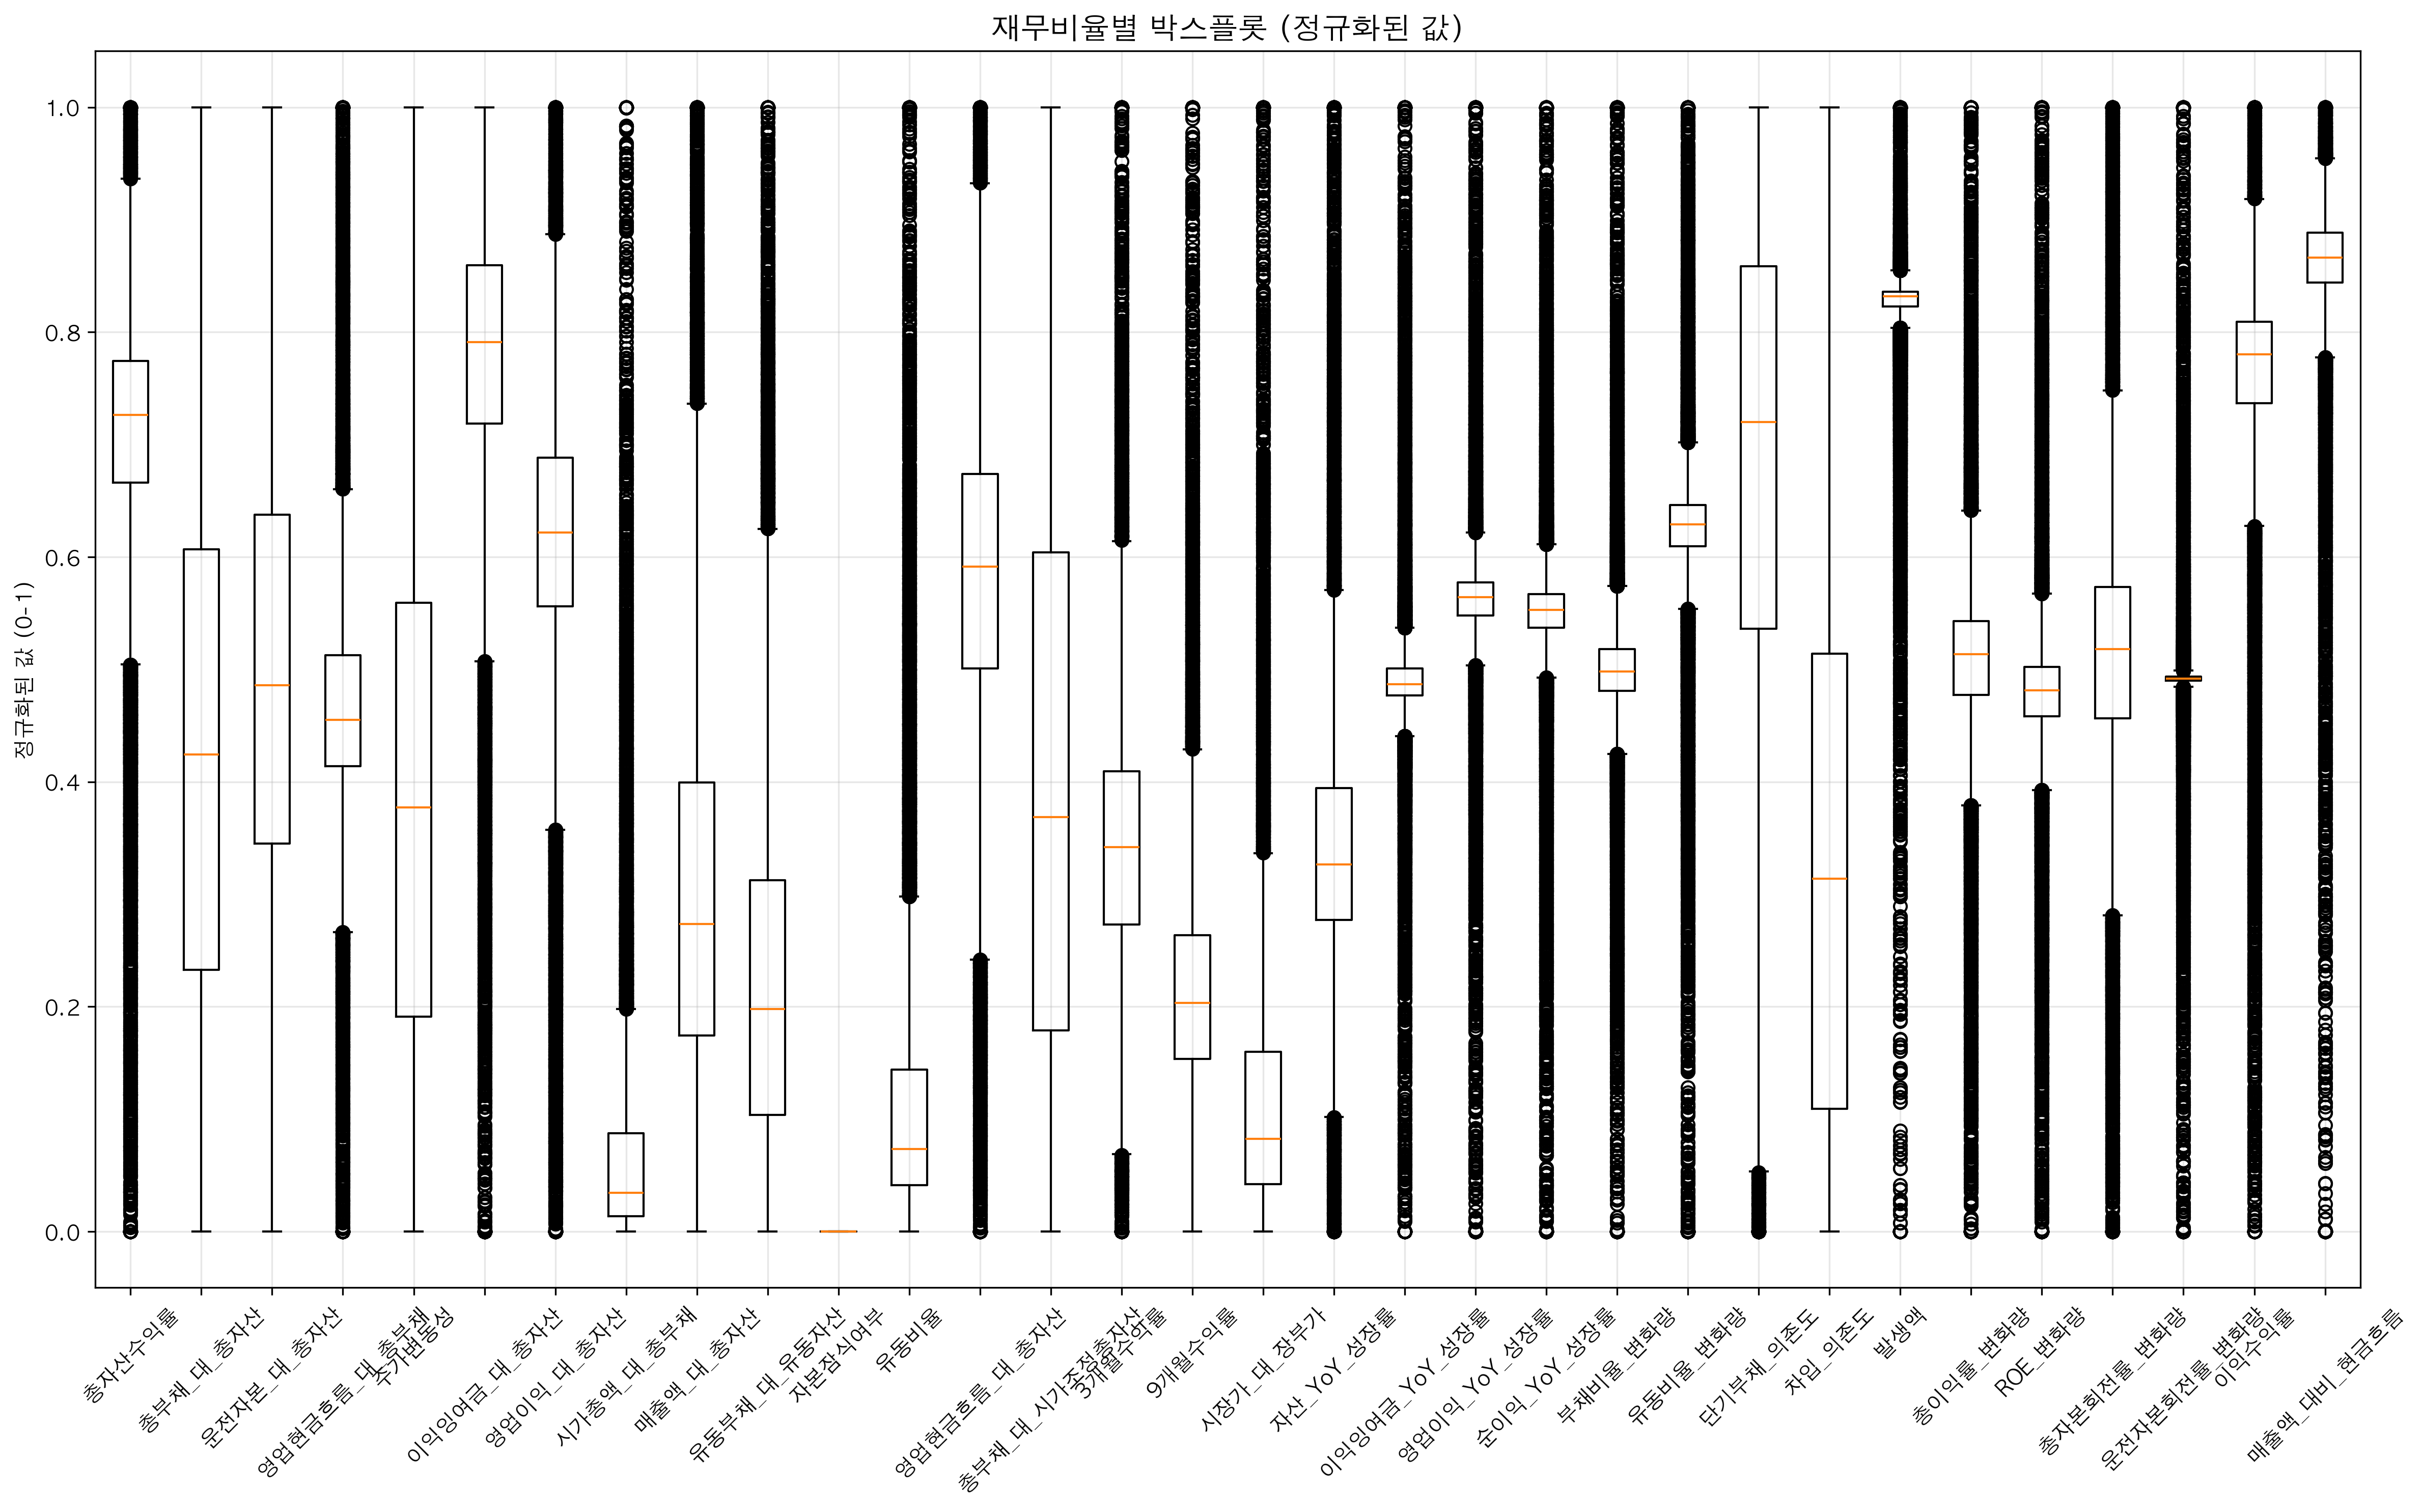 재무비율별 박스플롯 (정규화된 값)
정규화된 값 (0-1)
1.0
0.8
0.6
0.4
0.2
0.0
총자산수익률
총부채_대_총자산
운전자본_대_총자산
영업현금흐름_대_총부채
주가변동성
이익잉여금_대_총자산
영업이익_대_총자산
시가총액_대_총부채
매출액_대_총자산
유동부채_대_유동자산
자본잠식여부
유동비율
영업현금흐름_대_총자산
총부채_대_시가조정총자산
3개월수익률
9개월수익률
시장가_대_장부가
자산_YoY_성장률
이익잉여금_YoY_성장률
영업이익_YoY_성장률
순이익_YoY_성장률
부채비율_변화량
유동비율_변화량
단기부채_의존도
차입_의존도
발생액
총이익률_변화량
ROE_변화량
총자본회전률_변화량
운전자본회전률_변화량
이익수익률
매출액_대비_현금흐름